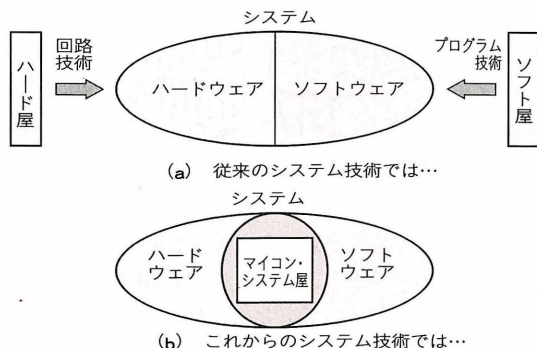 システム
ハード屋
回路
技術
ハードウェア
ソフトウェア
プログラム
技術
ソフト屋
(a) 従来のシステム技術では…
システム
ハード
ウェア
マイコン・
システム屋
ソフト
ウェア
(b) これからのシステム技術では…